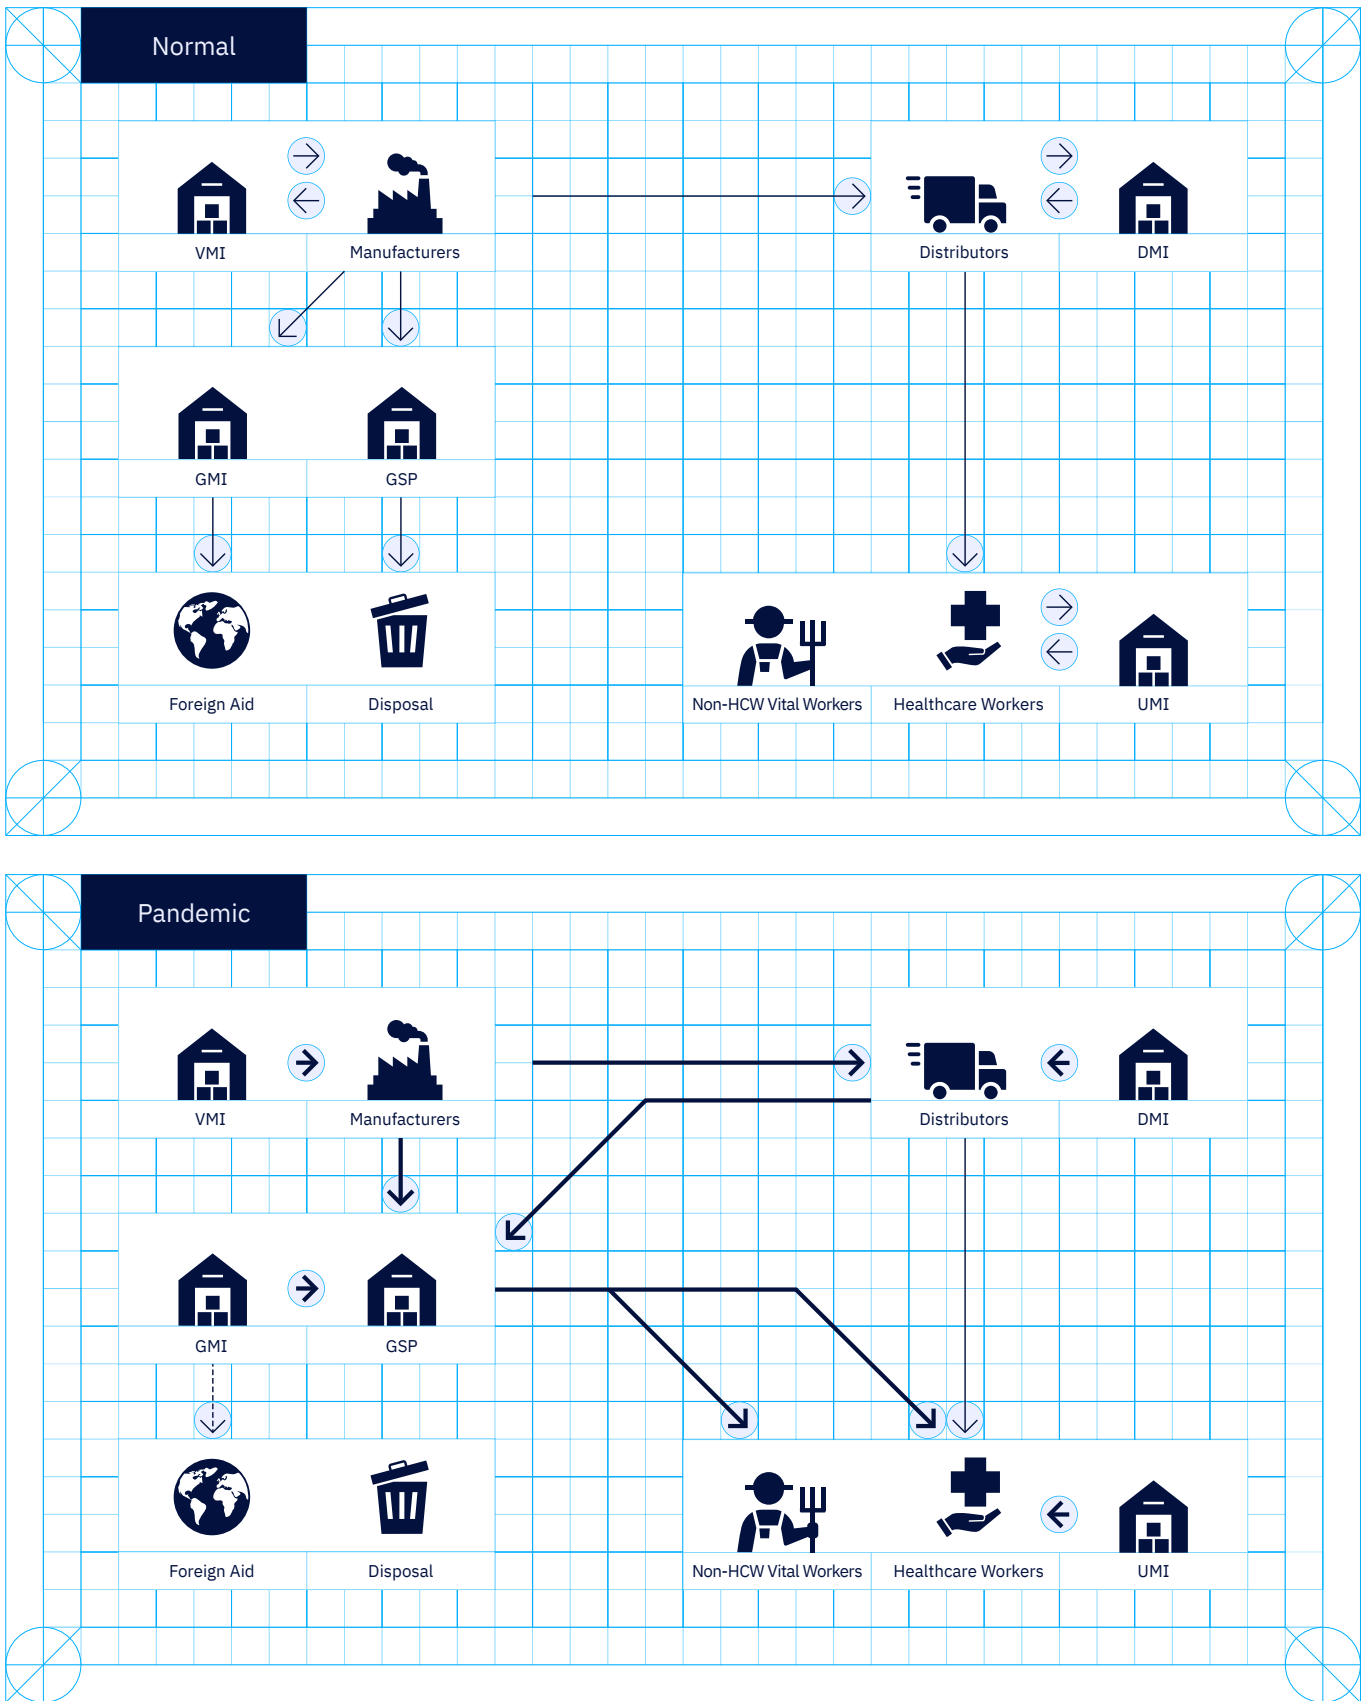 Normal
VMI
Manufacturers
Distributors
DMI
GMI
GSP
Foreign Aid
Disposal
Non-HCW Vital Workers
Healthcare Workers
UMI
Pandemic
VMI
Manufacturers
Distributors
DMI
GMI
GSP
Foreign Aid
Disposal
Non-HCW Vital Workers
Healthcare Workers
UMI